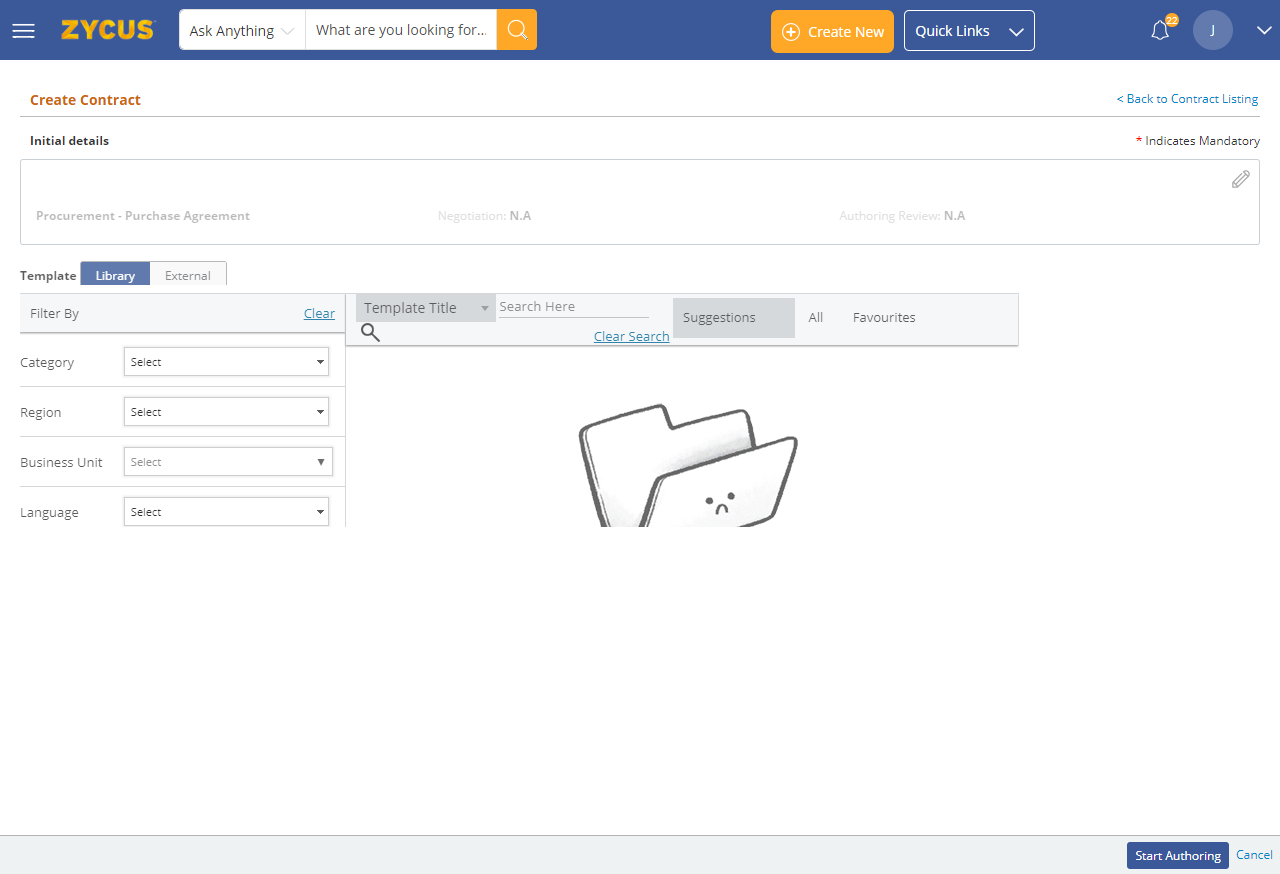 ZYCUS
Ask Anything
What are you looking for...
Create New
Quick Links
22
J
Create Contract
< Back to Contract Listing
Initial details
* Indicates Mandatory
Procurement - Purchase Agreement
Negotiation: N.A
Authoring Review: N.A
Template
Library
External
Filter By
Clear
Template Title
Search Here
Clear Search
Suggestions
All
Favourites
Category
Select
Region
Select
Business Unit
Select
Language
Select
Start Authoring
Cancel